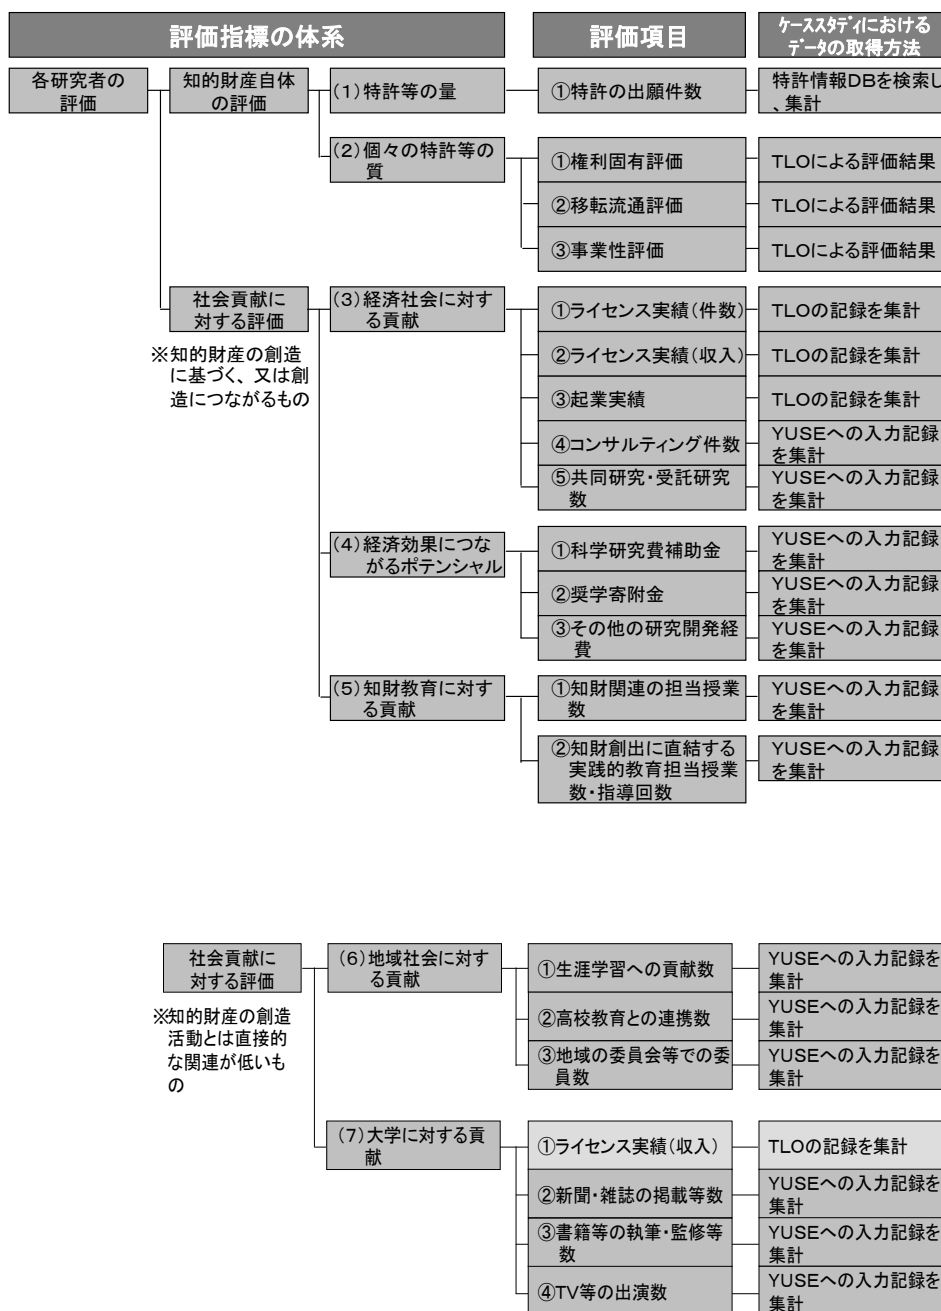 評価指標の体系
評価項目
ケーススタディにおける
データの取得方法
各研究者の
評価
知的財産自体
の評価
(1)特許等の量
①特許の出願件数
特許情報DBを検索し
、集計
(2)個々の特許等の
質
①権利固有評価
TLOによる評価結果
②移転流通評価
TLOによる評価結果
③事業性評価
TLOによる評価結果
社会貢献に
対する評価
※知的財産の創造
に基づく、又は創
造につながるもの
(3)経済社会に対す
る貢献
①ライセンス実績(件数)
TLOの記録を集計
②ライセンス実績(収入)
TLOの記録を集計
③起業実績
TLOの記録を集計
④コンサルティング件数
YUSEへの入力記録
を集計
⑤共同研究・受託研究
数
YUSEへの入力記録
を集計
(4)経済効果につな
がるポテンシャル
①科学研究費補助金
YUSEへの入力記録
を集計
②奨学寄附金
YUSEへの入力記録
を集計
③その他の研究開発経
費
YUSEへの入力記録
を集計
(5)知財教育に対す
る貢献
①知財関連の担当授業
数
YUSEへの入力記録
を集計
②知財創出に直結する
実践的教育担当授業
数・指導回数
YUSEへの入力記録
を集計
社会貢献に
対する評価
※知的財産の創造
活動とは直接的
な関連が低いも
の
(6)地域社会に対す
る貢献
①生涯学習への貢献数
YUSEへの入力記録を
集計
②高校教育との連携数
YUSEへの入力記録を
集計
③地域の委員会等での委
員数
YUSEへの入力記録を
集計
(7)大学に対する貢
献
①ライセンス実績(収入)
TLOの記録を集計
②新聞・雑誌の掲載等数
YUSEへの入力記録を
集計
③書籍等の執筆・監修等
数
YUSEへの入力記録を
集計
④TV等の出演数
YUSEへの入力記録を
集計